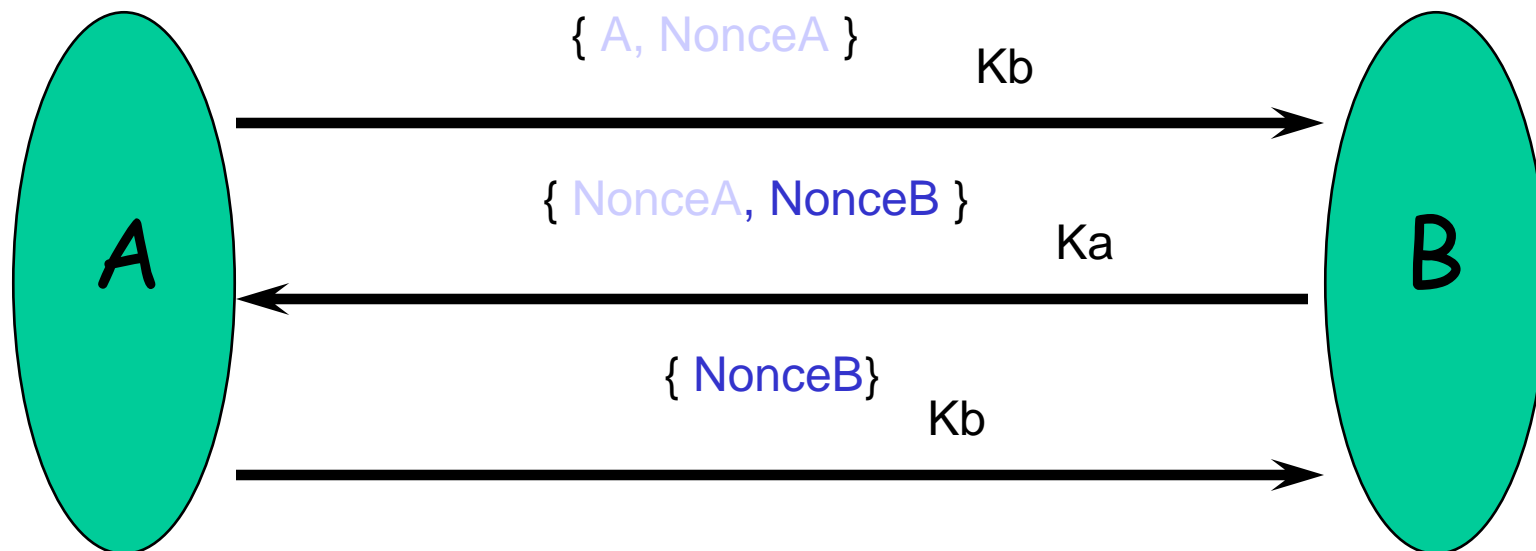 { A, NonceA }
Kb
{ NonceA, NonceB }
Ka
A
B
{ NonceB}
Kb